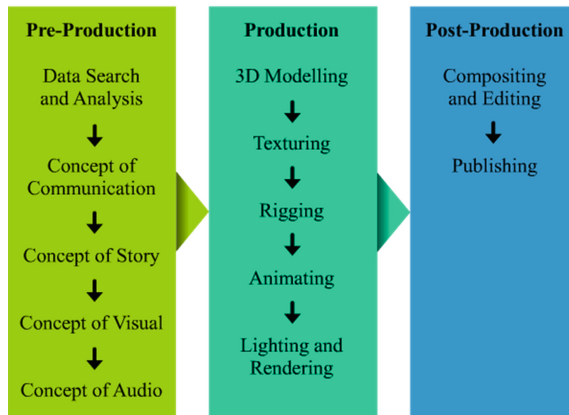 Pre-Production
Data Search
and Analysis
Concept of
Communication
Concept of Story
Concept of Visual
Concept of Audio
Production
3D Modelling
Texturing
Rigging
Animating
Lighting and
Rendering
Post-Production
Compositing
and Editing
Publishing